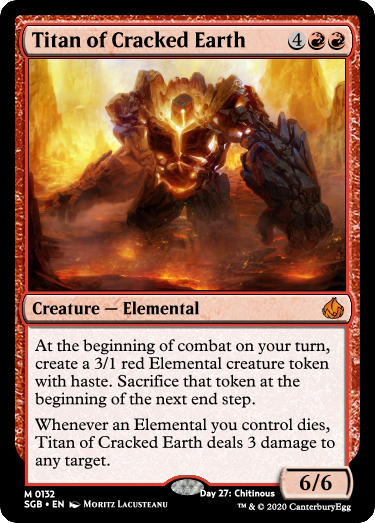 Titan of Cracked Earth 4
Creature — Elemental
At the beginning of combat on your turn,
create a 3/1 red Elemental creature token
with haste. Sacrifice that token at the
beginning of the next end step.
Whenever an Elemental you control dies,
Titan of Cracked Earth deals 3 damage to
any target.
6/6
M 0132 Day 27: Chitinous
SGB • EN Moritz Lacusteanu ™ & © 2020 CanterburyEgg